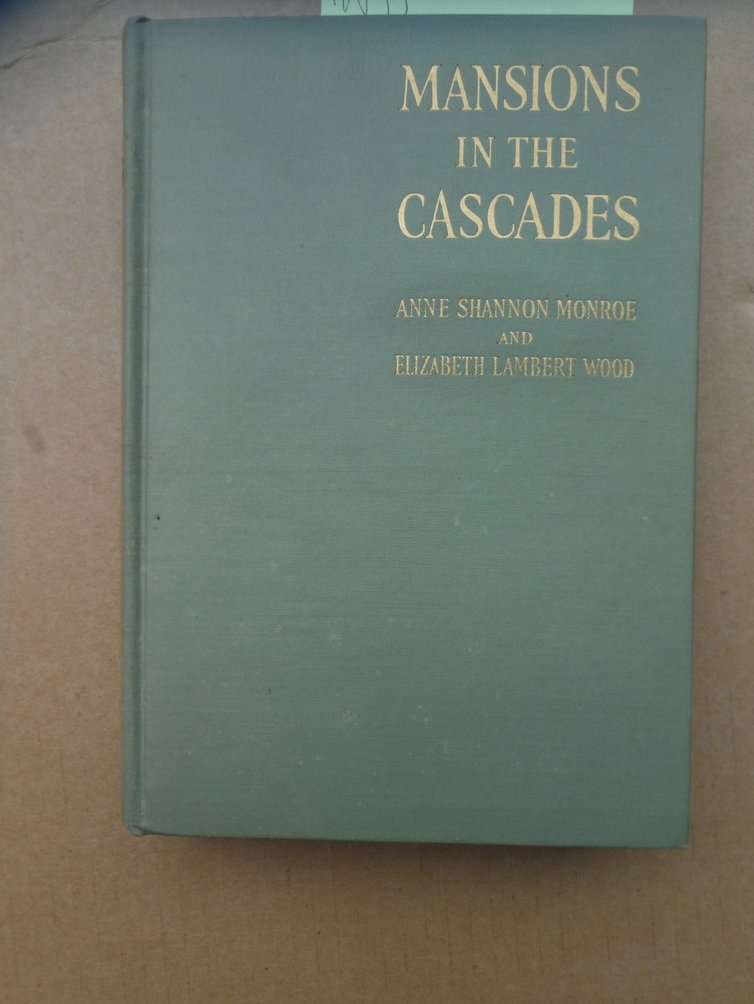 MANSIONS
IN THE
CASCADES
ANNE SHANNON MONROE
AND
ELIZABETH LAMBERT WOOD